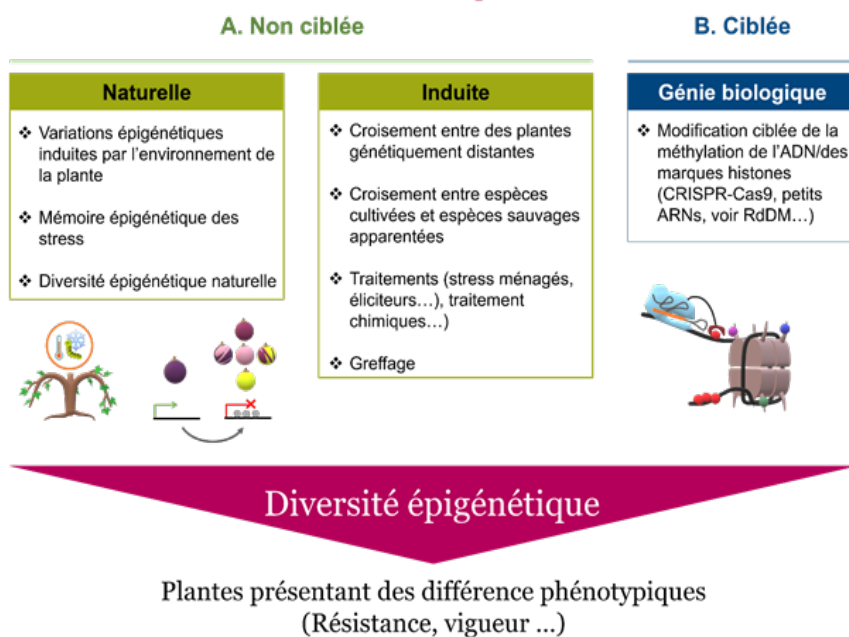 A. Non ciblée
B. Ciblée
Naturelle
❖ Variations épigénétiques
induites par l'environnement de
la plante
❖ Mémoire épigénétique des
stress
❖ Diversité épigénétique naturelle
Induite
❖ Croisement entre des plantes
génétiquement distantes
❖ Croisement entre espèces
cultivées et espèces sauvages
apparentées
❖ Traitements (stress ménagés,
éliciteurs…), traitement
chimiques…)
❖ Greffage
Génie biologique
❖ Modification ciblée de la
méthylation de l'ADN/des
marques histones
(CRISPR-Cas9, petits
ARNs, voir RdDM…)
Diversité épigénétique
Plantes présentant des différence phénotypiques
(Résistance, vigueur ...)